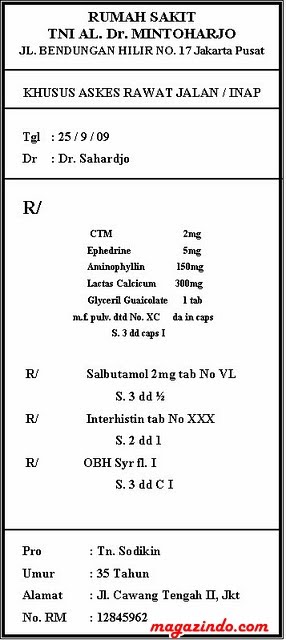 RUMAH SAKIT
TNI AL. Dr. MINTOHARJO
JL. BENDUNGAN HILIR NO. 17 Jakarta Pusat
KHUSUS ASKES RAWAT JALAN / INAP
Tgl : 25 / 9 / 09
Dr : Dr. Sahardjo
R/
CTM 2mg
Ephedrine 5mg
Aminophyllin 150mg
Lactas Calcicum 300mg
Glyceril Guaicolate 1 tab
m.f. pulv. dtd No. XC da in caps
S. 3 dd caps I
R/ Salbutamol 2mg tab No VL
S. 3 dd ½
R/ Interhistin tab No XXX
S. 2 dd 1
R/ OBH Syr fl. I
S. 3 dd C I
Pro : Tn. Sodikin
Umur : 35 Tahun
Alamat : Jl. Cawang Tengah II, Jkt
No. RM : 12845962
magazindo.com